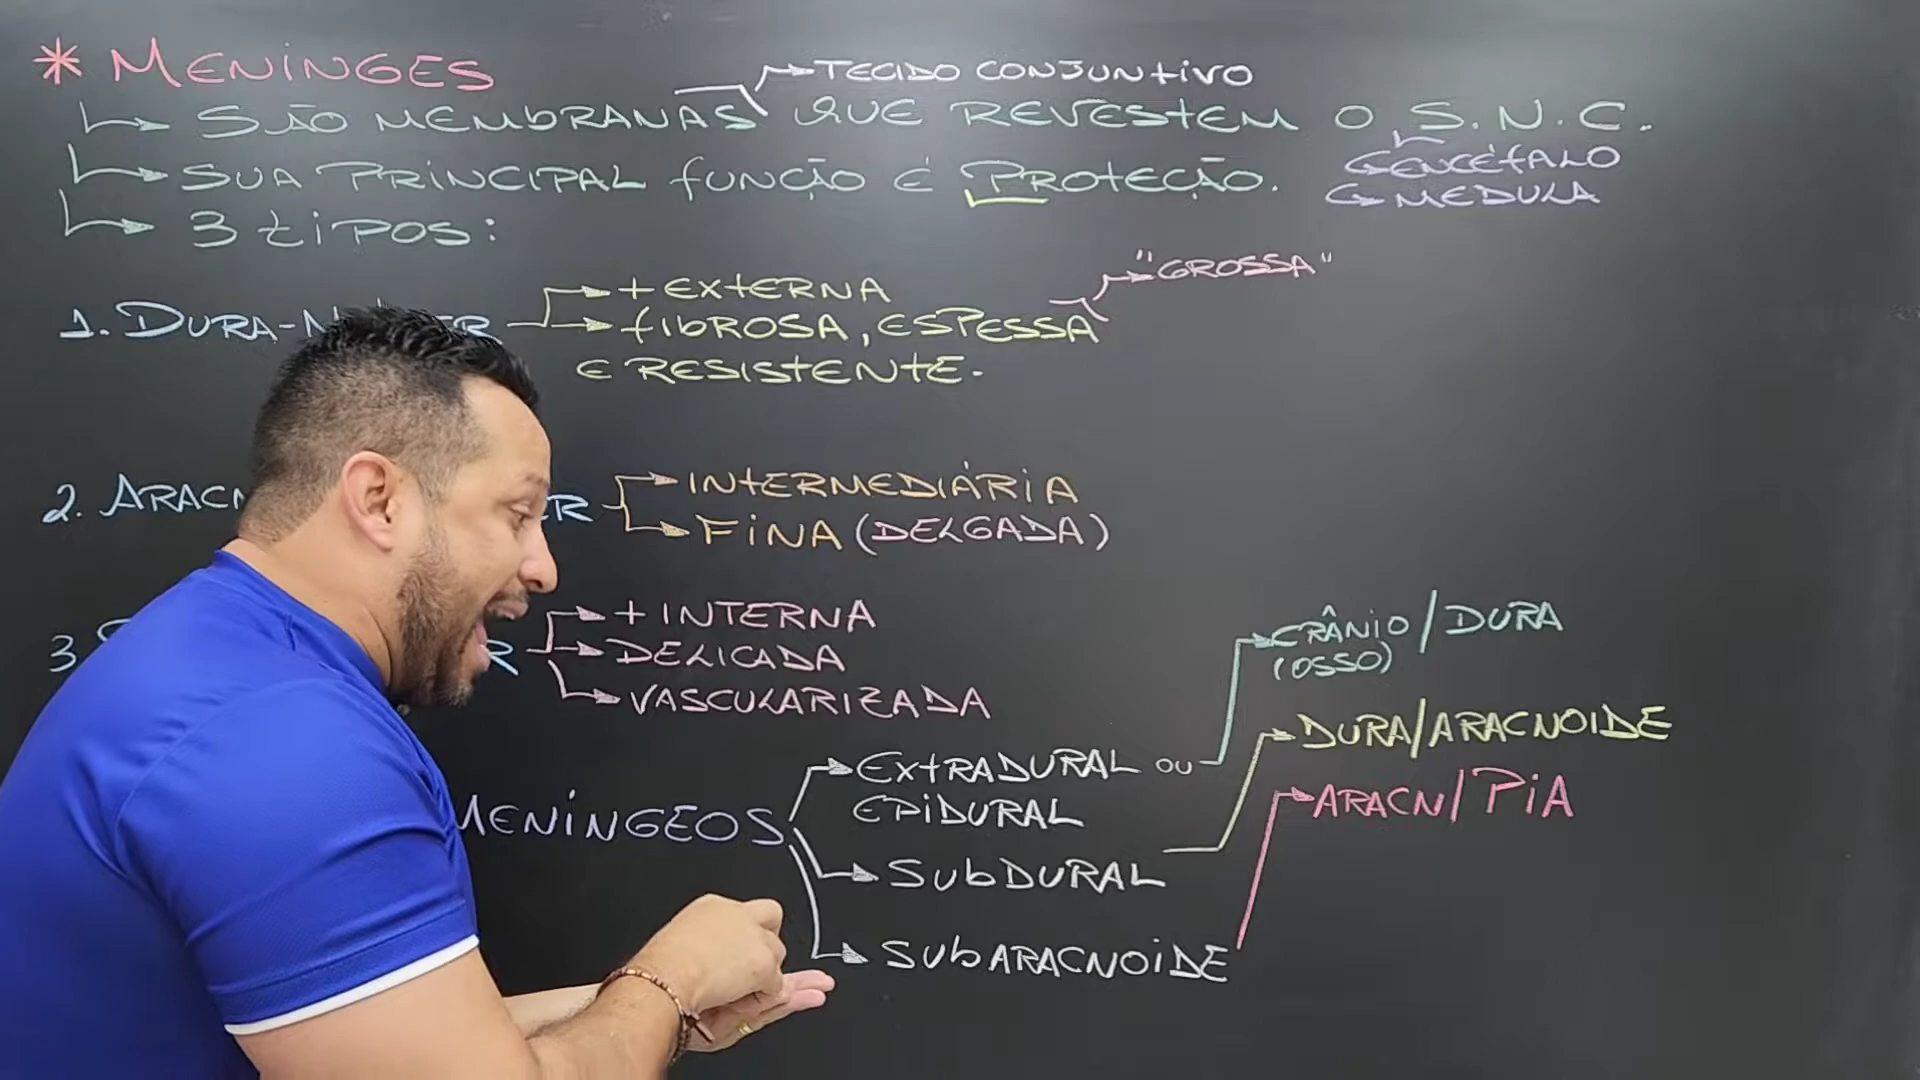 * MENINGES
TECIDO CONJUNTIVO
SÃO MEMBRANAS QUE REVESTEM O S.N.C.
ENCÉFALO
SUA PRINCIPAL FUNÇÃO É PROTEÇÃO.
MEDULA
3 TIPOS:
"GROSSA"
+ EXTERNA
1. DURA-
FIBROSA, ESPESSA
E RESISTENTE.
INTERMEDIÁRIA
2.
FINA (DELGADA)
+ INTERNA
3
DELICADA
VASCULARIZADA
CRÂNIO / DURA
(OSSO)
DURA/ARACNOIDE
EXTRADURAL OU
EPIDURAL
ARACN/PIA
MENÍNGEOS
SUBDURAL
SUBARACNOIDE